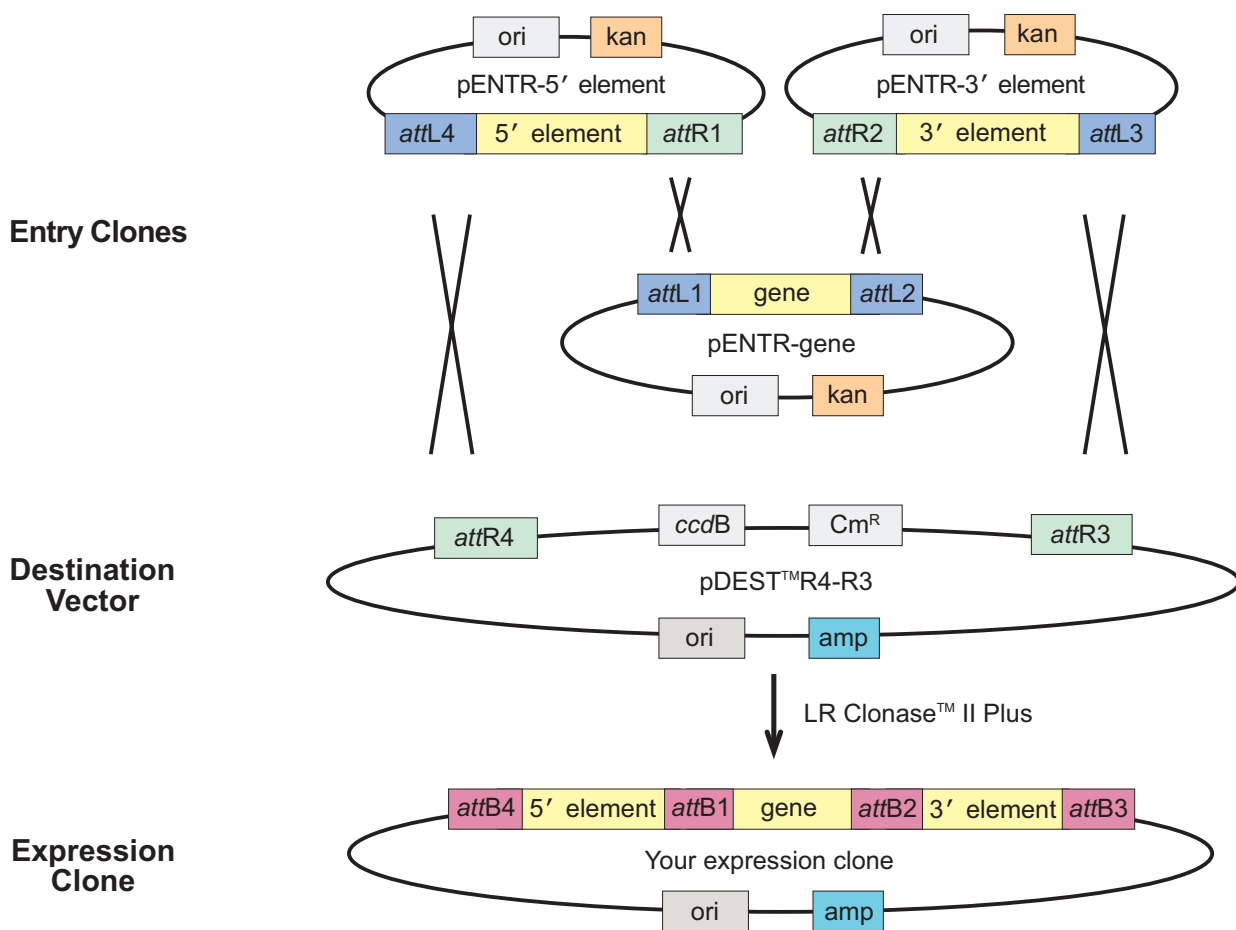 ori kan
pENTR-5′ element
attL4 5′ element attR1
ori kan
pENTR-3′ element
attR2 3′ element attL3
Entry Clones
attL1 gene attL2
pENTR-gene
ori kan
ccdB Cmᴿ
attR4 attR3
Destination
Vector
pDEST™R4-R3
ori amp
LR Clonase™ II Plus
attB4 5′ element attB1 gene attB2 3′ element attB3
Expression
Clone
Your expression clone
ori amp